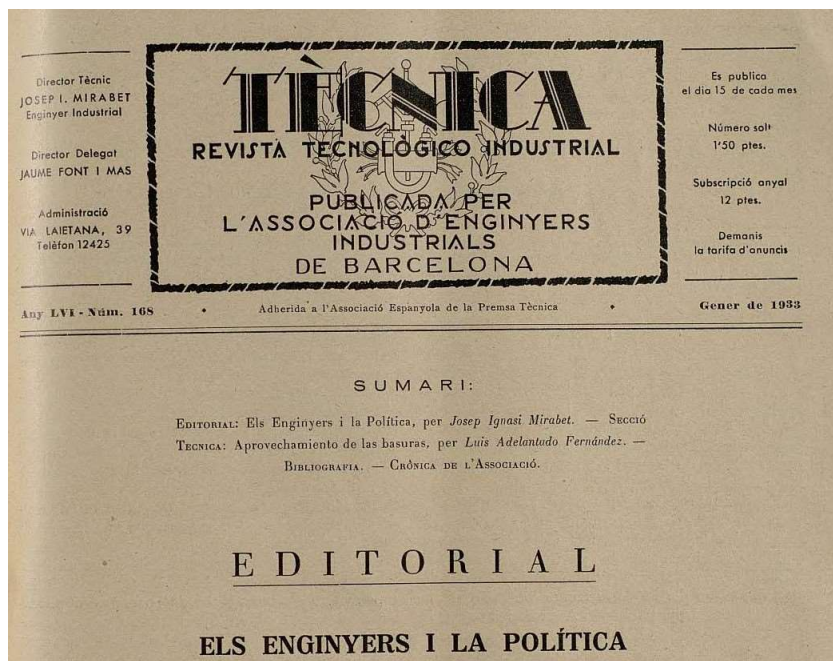 Director Tècnic
JOSEP I. MIRABET
Enginyer Industrial
Director Delegat
JAUME FONT I MAS
Administració
VIA LAIETANA, 39
Telèfon 12425
TÈCNICA
REVISTA TECNOLÒGICO INDUSTRIAL
PUBLICADA PER
L'ASSOCIACIÓ D'ENGINYERS
INDUSTRIALS
DE BARCELONA
Es publica
el dia 15 de cada mes
Número solt
1'50 ptes.
Subscripció anyal
12 ptes.
Demanis
la tarifa d'anuncis
Any LVI - Núm. 168 • Adherida a l'Associació Espanyola de la Premsa Tècnica • Gener de 1933
SUMARI:
EDITORIAL: Els Enginyers i la Política, per Josep Ignasi Mirabet. — SECCIÓ
TECNICA: Aprovechamiento de las basuras, per Luis Adelantado Fernández. —
BIBLIOGRAFIA. — CRÒNICA DE L'ASSOCIACIÓ.
EDITORIAL
ELS ENGINYERS I LA POLÍTICA